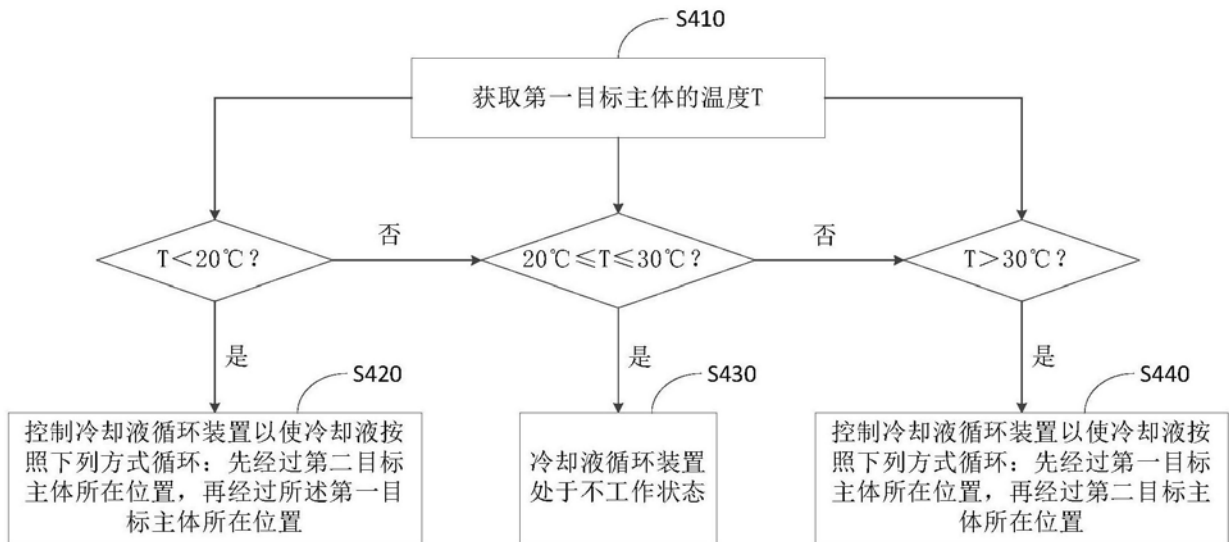 S410
获取第一目标主体的温度T
T<20℃?
否
20℃≤T≤30℃?
否
T>30℃?
是
是
是
S420
S430
S440
控制冷却液循环装置以使冷却液按
照下列方式循环：先经过第二目标
主体所在位置，再经过所述第一目
标主体所在位置
冷却液循环装置
处于不工作状态
控制冷却液循环装置以使冷却液按
照下列方式循环：先经过第一目标
主体所在位置，再经过第二目标主
体所在位置